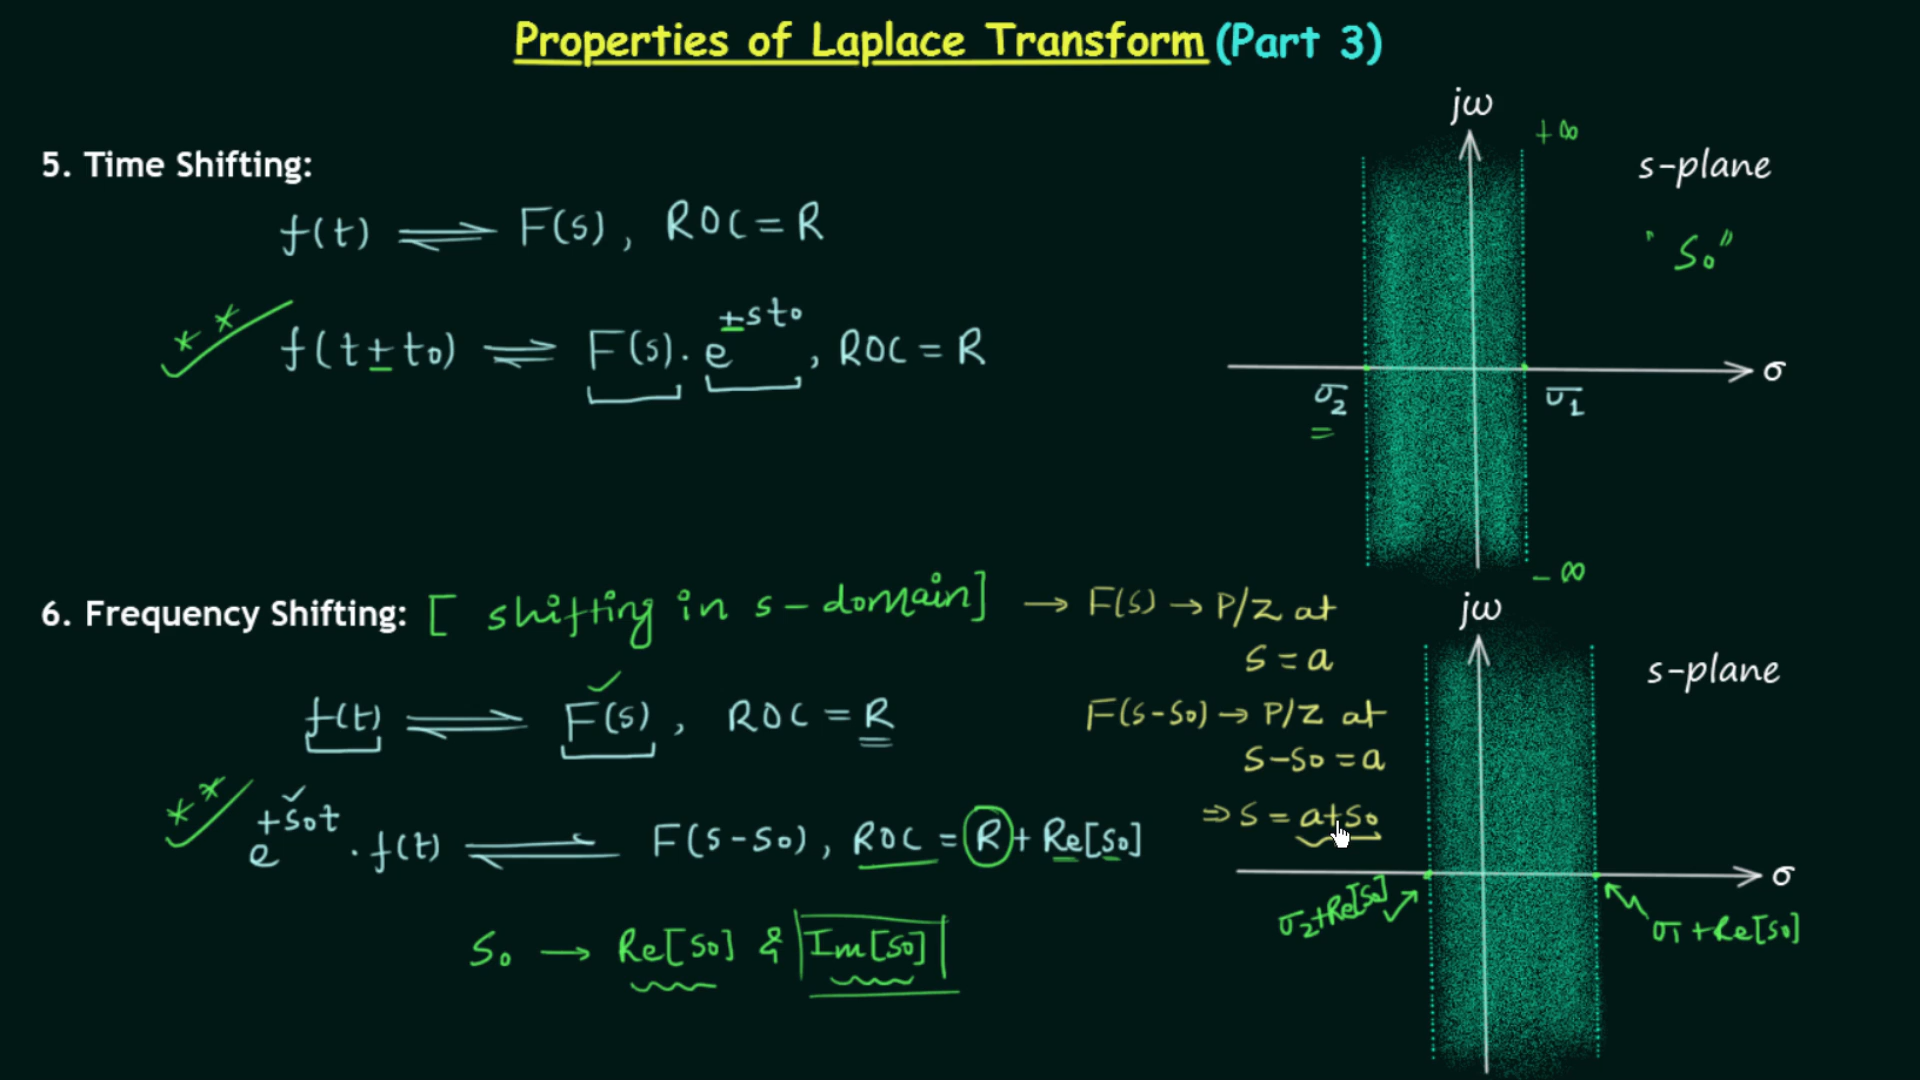 Properties of Laplace Transform (Part 3)
5. Time Shifting:
f(t) ⇌ F(s), ROC = R
** f(t ± t₀) ⇌ F(s) . e^(±st₀), ROC = R
jω
+∞
s-plane
"S₀"
σ
σ₂
σ₁
=
-∞
6. Frequency Shifting: [ shifting in s-domain] → F(s) → P/Z at
s = a
f(t) ⇌ F(s), ROC = R
F(s-s₀) → P/Z at
s-s₀ = a
⇒ s = a+s₀
** e^(+s₀t) . f(t) ⇌ F(s-s₀), ROC = R + Re[s₀]
S₀ → Re[s₀] & Im[s₀]
jω
s-plane
σ
σ₂+Re[s₀]
σ₁+Re[s₀]